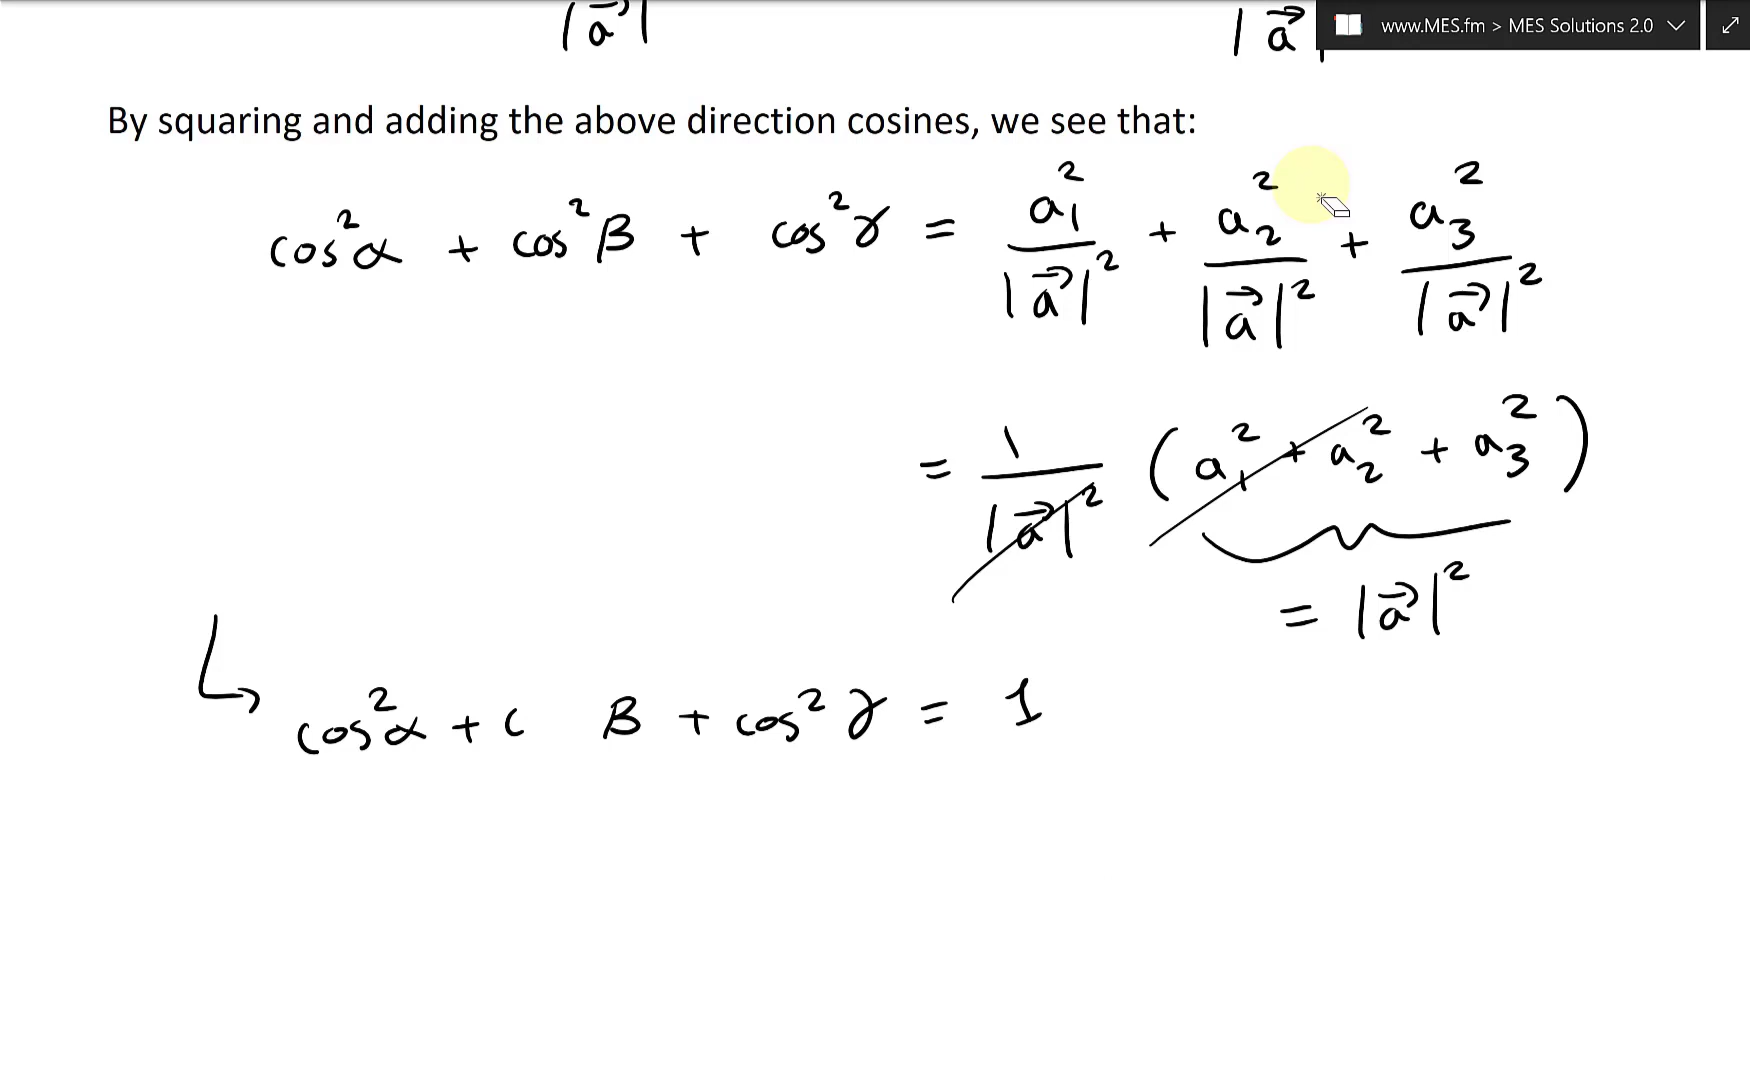 |a⃗| |a⃗|
www.MES.fm > MES Solutions 2.0
By squaring and adding the above direction cosines, we see that:
cos²α + cos²β + cos²γ = a₁²/|a⃗|² + a₂²/|a⃗|² + a₃²/|a⃗|²
= 1/|a⃗|² (a₁² + a₂² + a₃²)
= |a⃗|²
↳ cos²α + c β + cos²γ = 1